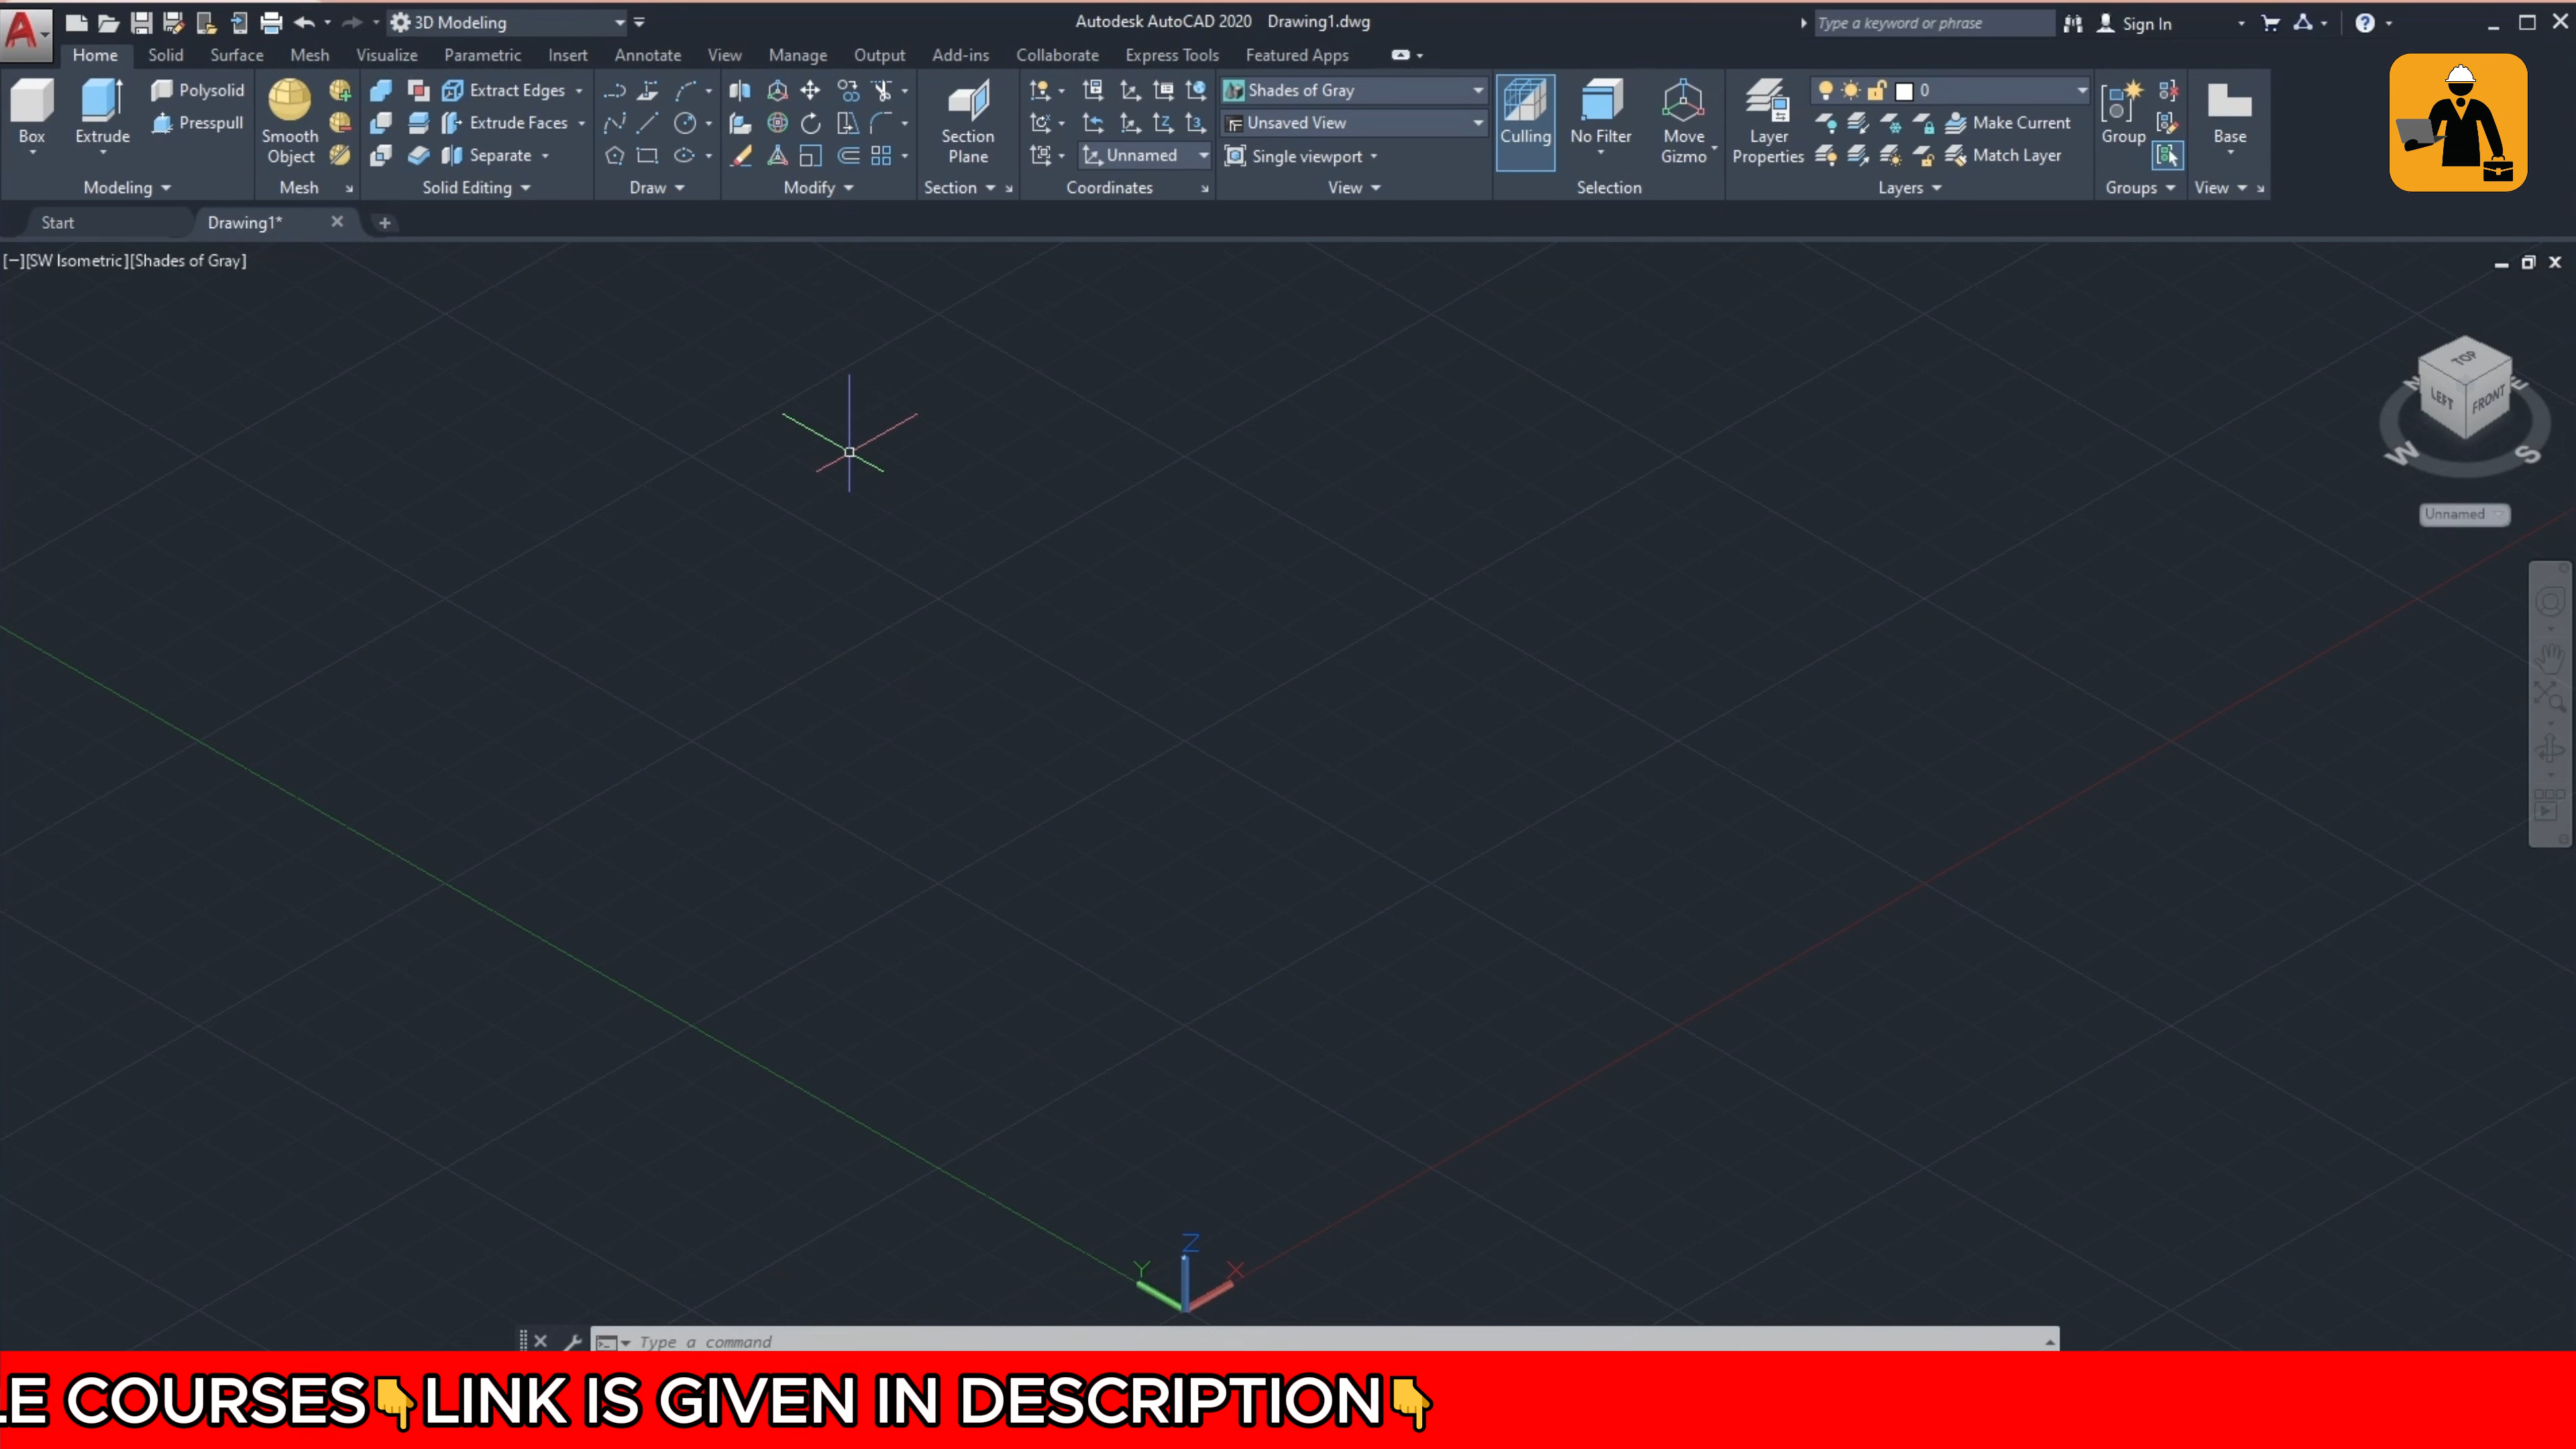 3D Modeling
Autodesk AutoCAD 2020 Drawing1.dwg
Type a keyword or phrase
Sign In
Home Solid Surface Mesh Visualize Parametric Insert Annotate View Manage Output Add-ins Collaborate Express Tools Featured Apps
Box
Extrude
Polysolid
Presspull
Modeling
Smooth Object
Mesh
Extract Edges
Extrude Faces
Separate
Solid Editing
Draw
Modify
Section Plane
Section
Unnamed
Coordinates
Shades of Gray
Unsaved View
Single viewport
View
Culling
No Filter
Move Gizmo
Selection
Layer Properties
0
Make Current
Match Layer
Layers
Group
Groups
Base
View
Start
Drawing1*
[−][SW Isometric][Shades of Gray]
TOP
LEFT
FRONT
N
E
W
S
Unnamed
Z
Y
X
Type a command
LE COURSES👇LINK IS GIVEN IN DESCRIPTION👇